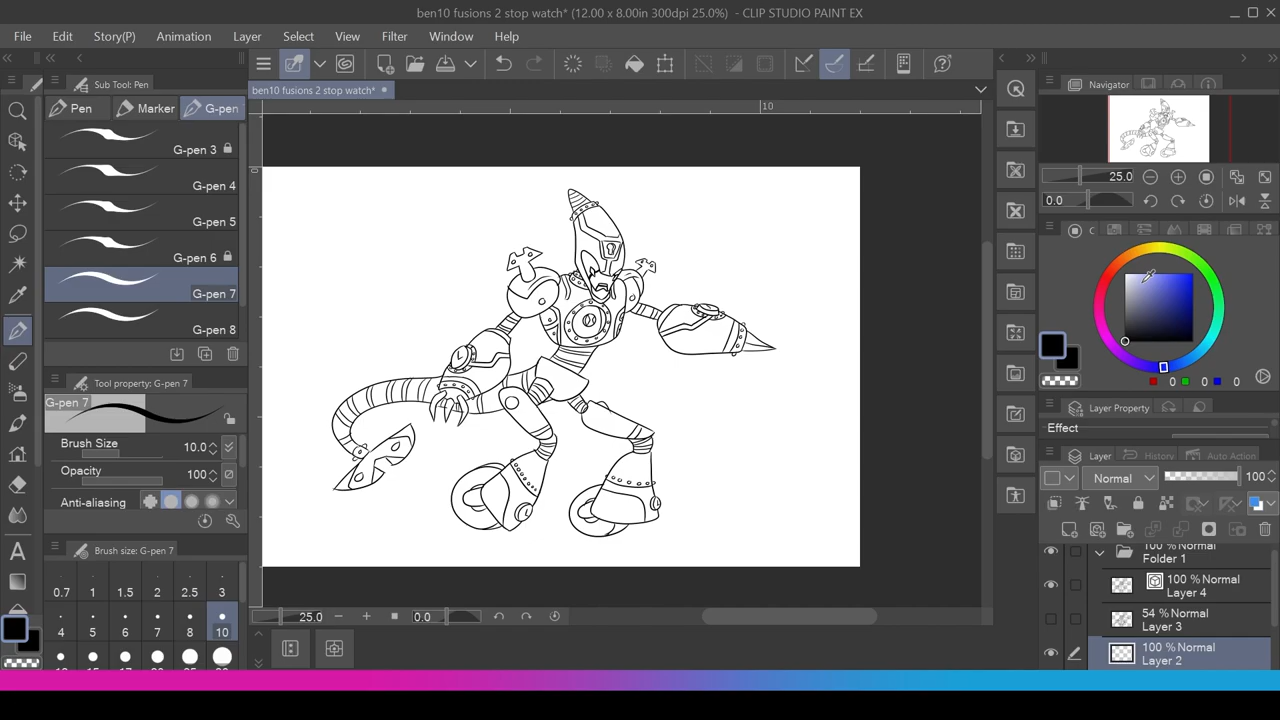 ben10 fusions 2 stop watch* (12.00 x 8.00in 300dpi 25.0%) - CLIP STUDIO PAINT EX
File Edit Story(P) Animation Layer Select View Filter Window Help
Sub Tool: Pen
Pen Marker G-pen
G-pen 3
G-pen 4
G-pen 5
G-pen 6
G-pen 7
G-pen 8
Tool property: G-pen 7
G-pen 7
Brush Size 10.0
Opacity 100
Anti-aliasing
Brush size: G-pen 7
0.7 1 1.5 2 2.5 3
4 5 6 7 8 10
ben10 fusions 2 stop watch*
10
0
25.0 0.0
Navigator
25.0
0.0
C
0 0 0
Layer Property
Effect
Layer History Auto Action
Normal 100
100 %Normal
Folder 1
100 %Normal
Layer 4
54 %Normal
Layer 3
100 %Normal
Layer 2